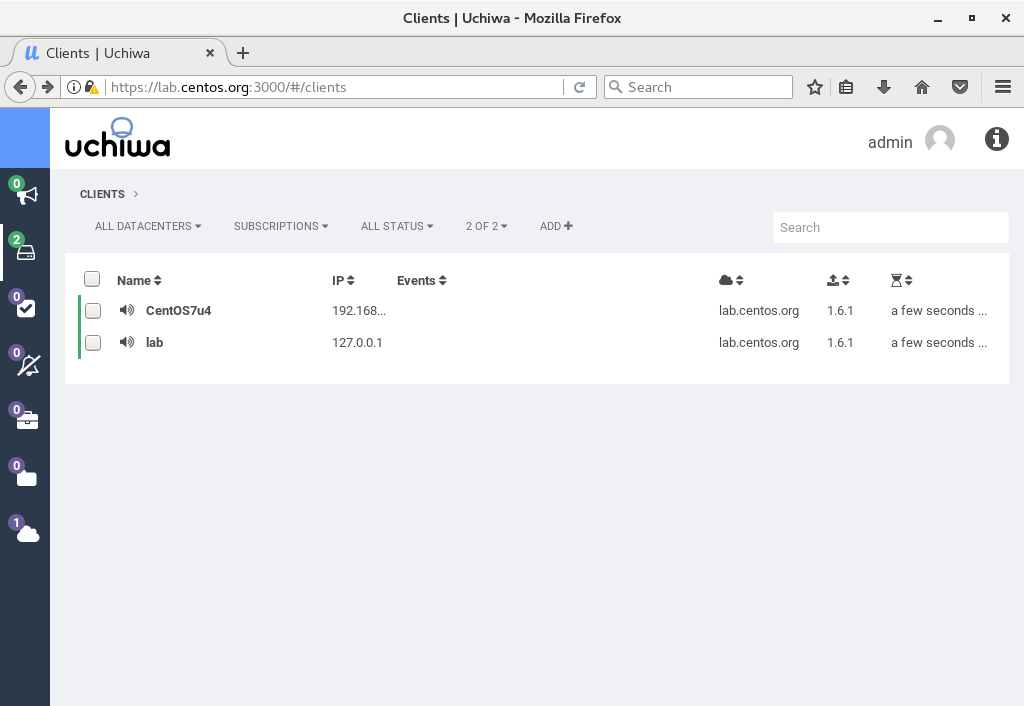 Clients | Uchiwa - Mozilla Firefox
Clients | Uchiwa
https://lab.centos.org:3000/#/clients
Search
uchiwa
admin
0
CLIENTS
ALL DATACENTERS SUBSCRIPTIONS ALL STATUS 2 OF 2 ADD
Search
2
Name IP Events
0
CentOS7u4 192.168... lab.centos.org 1.6.1 a few seconds ...
lab 127.0.0.1 lab.centos.org 1.6.1 a few seconds ...
0
0
0
1